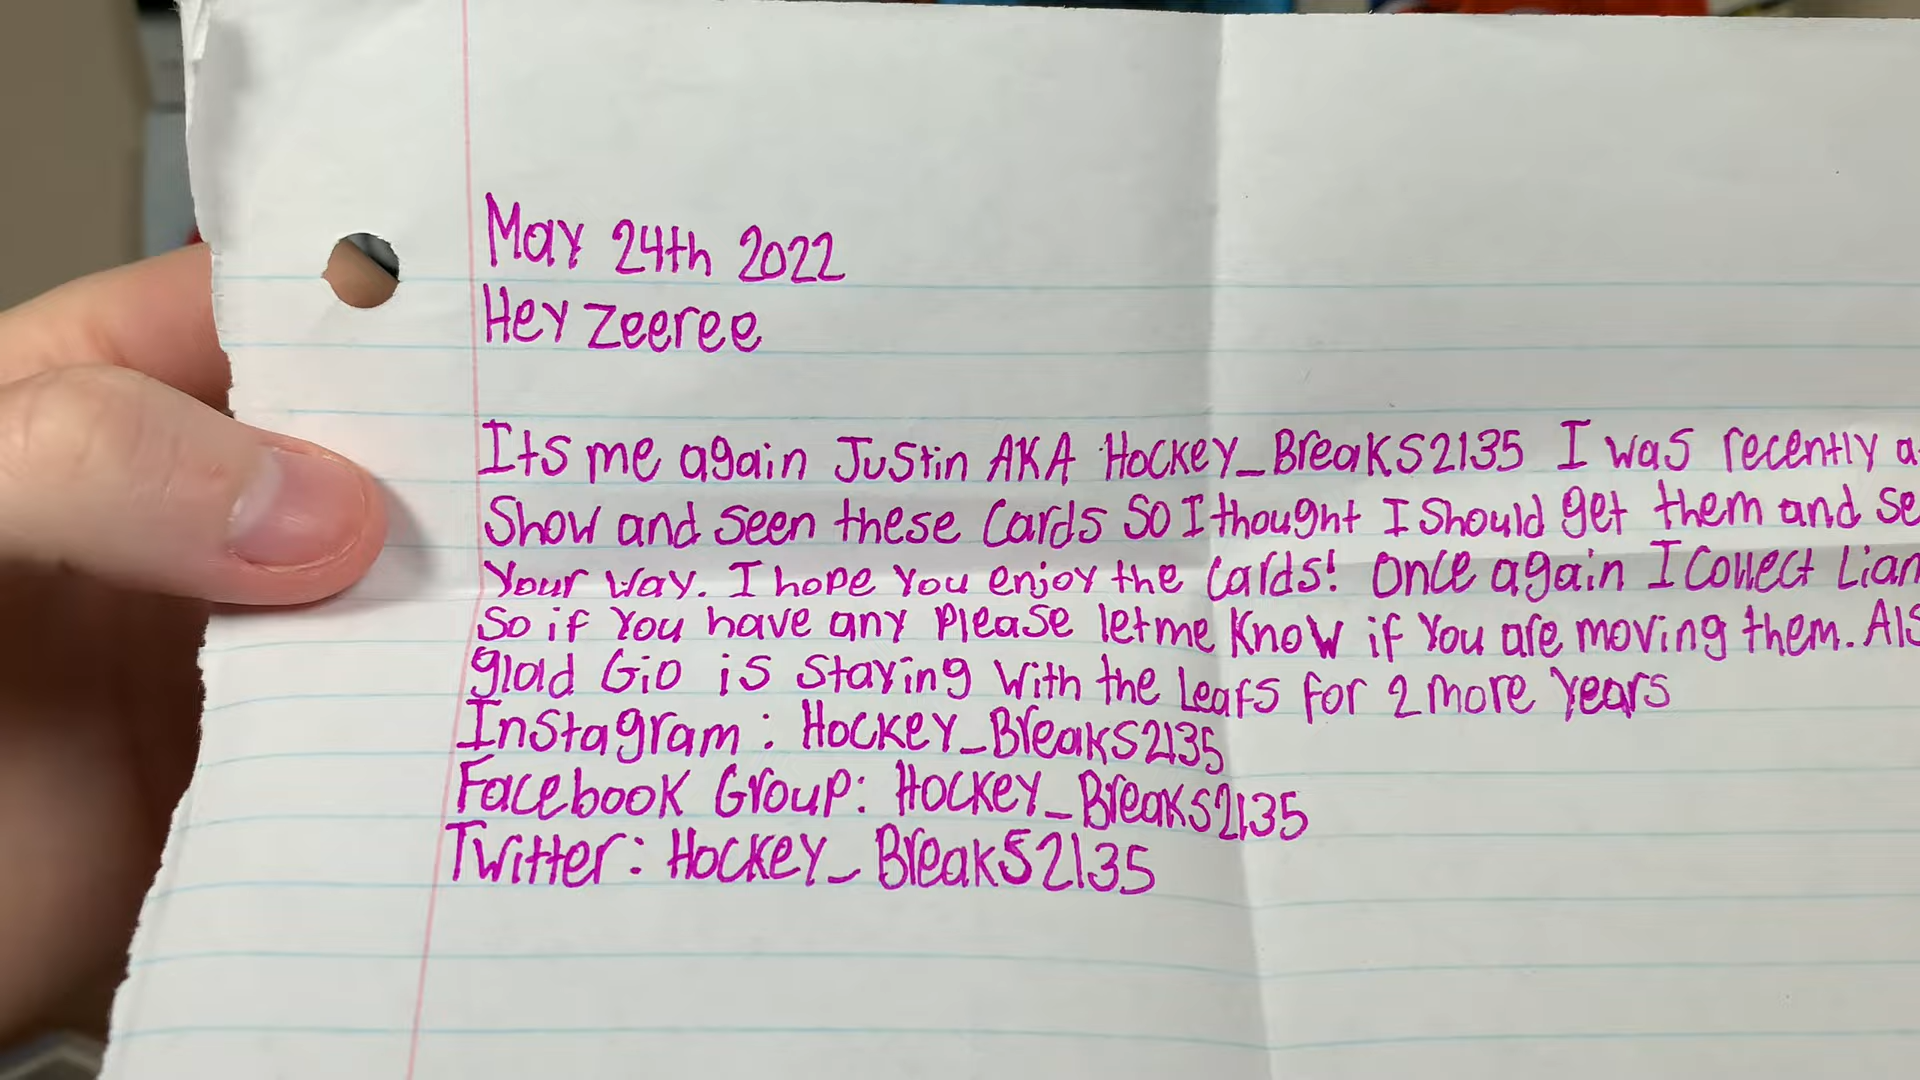 May 24th 2022
Hey Zeeree
Its me again Justin AKA Hockey_Breaks2135 I was recently a
Show and seen these Cards so I thought I should get them and se
Your way. I hope you enjoy the Cards! Once again I collect Lian
So if You have any Please let me Know if You are moving them. Als
glad Gio is staying with the Leafs for 2 more years
Instagram: Hockey_Breaks2135
Facebook Group: Hockey_Breaks2135
Twitter: Hockey_Breaks2135